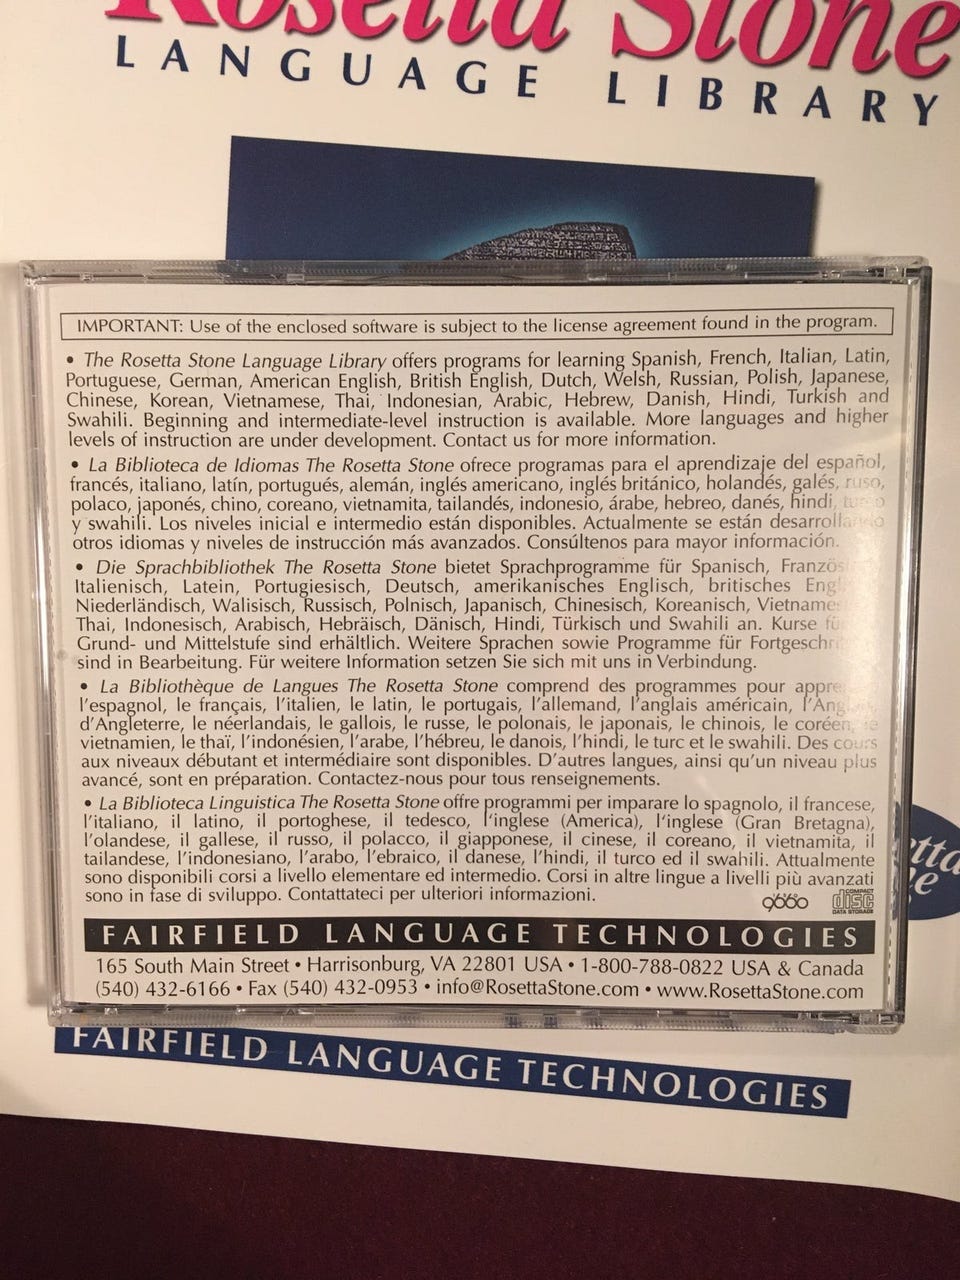 Rosetta Stone
LANGUAGE LIBRARY
IMPORTANT: Use of the enclosed software is subject to the license agreement found in the program.
• The Rosetta Stone Language Library offers programs for learning Spanish, French, Italian, Latin,
Portuguese, German, American English, British English, Dutch, Welsh, Russian, Polish, Japanese,
Chinese, Korean, Vietnamese, Thai, Indonesian, Arabic, Hebrew, Danish, Hindi, Turkish and
Swahili. Beginning and intermediate-level instruction is available. More languages and higher
levels of instruction are under development. Contact us for more information.
• La Biblioteca de Idiomas The Rosetta Stone ofrece programas para el aprendizaje del español,
francés, italiano, latín, portugués, alemán, inglés americano, inglés británico, holandés, galés, ruso,
polaco, japonés, chino, coreano, vietnamita, tailandés, indonesio, árabe, hebreo, danés, hindi, turco
y swahili. Los niveles inicial e intermedio están disponibles. Actualmente se están desarrollando
otros idiomas y niveles de instrucción más avanzados. Consúltenos para mayor información.
• Die Sprachbibliothek The Rosetta Stone bietet Sprachprogramme für Spanisch,
Italienisch, Latein, Portugiesisch, Deutsch, amerikanisches Englisch, britisches
Niederländisch, Walisisch, Russisch, Polnisch, Japanisch, Chinesisch, Koreanisch,
Thai, Indonesisch, Arabisch, Hebräisch, Dänisch, Hindi, Türkisch und Swahili an. Kurse für
Grund- und Mittelstufe sind erhältlich. Weitere Sprachen sowie Programme für
sind in Bearbeitung. Für weitere Information setzen Sie sich mit uns in Verbindung.
• La Bibliothèque de Langues The Rosetta Stone comprend des programmes pour
l'espagnol, le français, l'italien, le latin, le portugais, l'allemand, l'anglais américain,
d'Angleterre, le néerlandais, le gallois, le russe, le polonais, le japonais, le chinois, le coréen, le
vietnamien, le thaï, l'indonésien, l'arabe, l'hébreu, le danois, l'hindi, le turc et le swahili. Des cours
aux niveaux débutant et intermédiaire sont disponibles. D'autres langues, ainsi qu'un niveau plus
avancé, sont en préparation. Contactez-nous pour tous renseignements.
• La Biblioteca Linguistica The Rosetta Stone offre programmi per imparare lo spagnolo, il francese,
l'italiano, il latino, il portoghese, il tedesco, l'inglese (America), l'inglese (Gran Bretagna),
l'olandese, il gallese, il russo, il polacco, il giapponese, il cinese, il coreano, il vietnamita, il
tailandese, l'indonesiano, l'arabo, l'ebraico, il danese, l'hindi, il turco ed il swahili. Attualmente
sono disponibili corsi a livello elementare ed intermedio. Corsi in altre lingue a livelli più avanzati
sono in fase di sviluppo. Contattateci per ulteriori informazioni.
COMPACT
disc
DATA STORAGE
FAIRFIELD LANGUAGE TECHNOLOGIES
165 South Main Street • Harrisonburg, VA 22801 USA • 1-800-788-0822 USA & Canada
(540) 432-6166 • Fax (540) 432-0953 • info@RosettaStone.com • www.RosettaStone.com
FAIRFIELD LANGUAGE TECHNOLOGIES